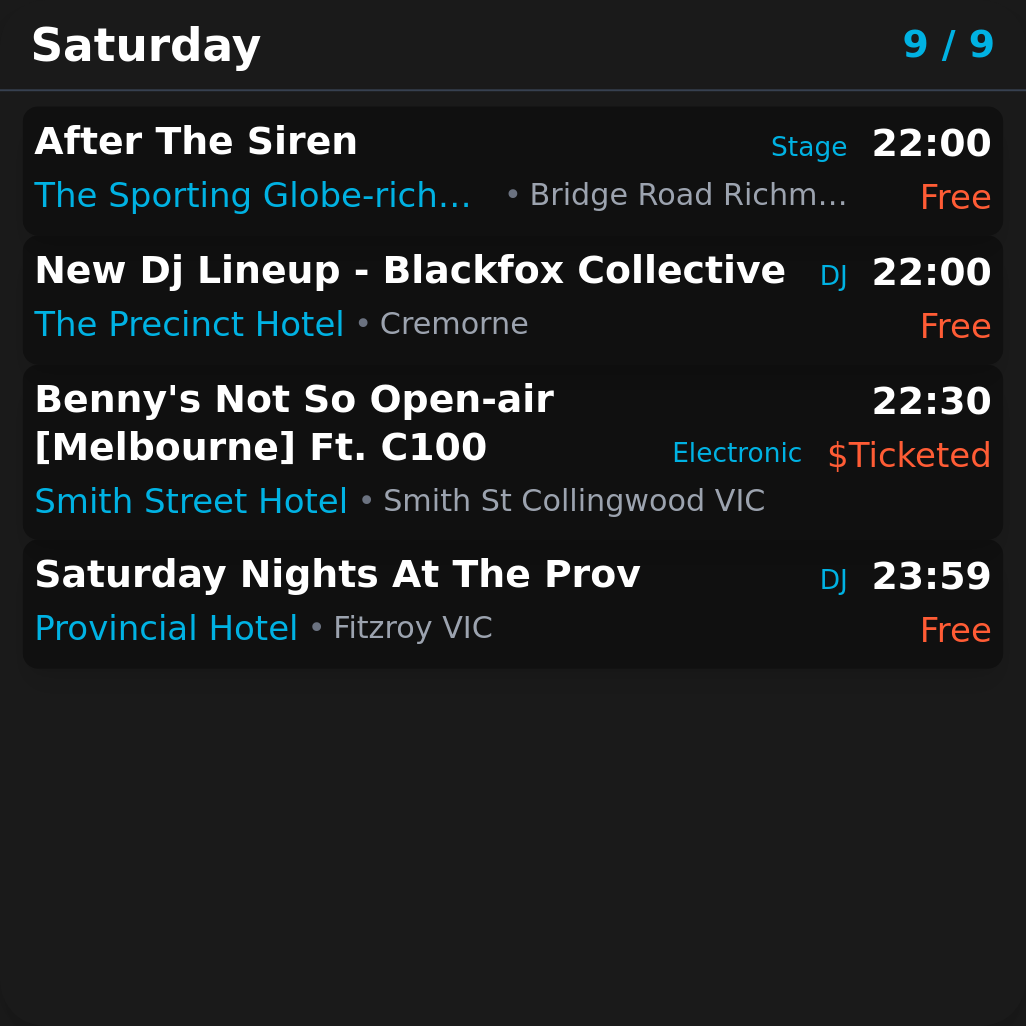 Saturday 9 / 9
After The Siren Stage 22:00
The Sporting Globe-rich... • Bridge Road Richm... Free
New Dj Lineup - Blackfox Collective DJ 22:00
The Precinct Hotel • Cremorne Free
Benny's Not So Open-air 22:30
[Melbourne] Ft. C100 Electronic $Ticketed
Smith Street Hotel • Smith St Collingwood VIC
Saturday Nights At The Prov DJ 23:59
Provincial Hotel • Fitzroy VIC Free